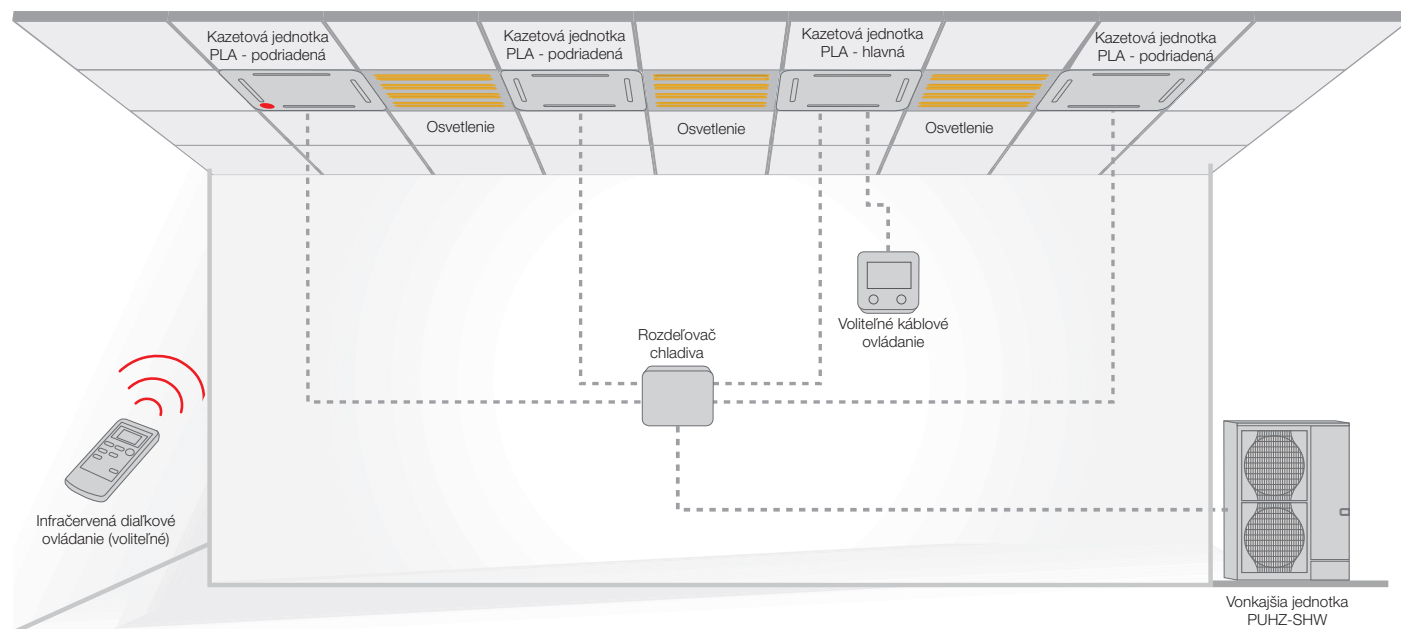 Kazetová jednotka
PLA - podriadená
Kazetová jednotka
PLA - podriadená
Kazetová jednotka
PLA - hlavná
Kazetová jednotka
PLA - podriadená
Osvetlenie
Osvetlenie
Osvetlenie
Voliteľné káblové
ovládanie
Rozdeľovač
chladiva
Infračervená diaľkové
ovládanie (voliteľné)
Vonkajšia jednotka
PUHZ-SHW